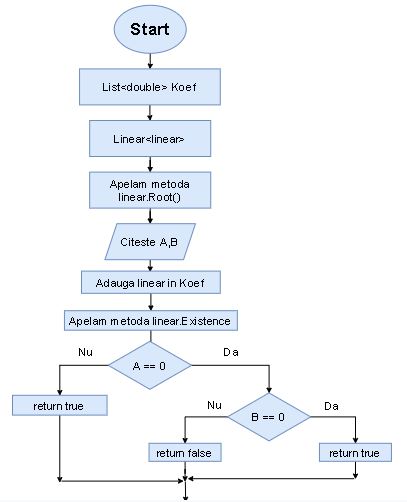 Start
List<double> Koef
Linear<linear>
Apelam metoda
linear.Root()
Citeste A,B
Adauga linear in Koef
Apelam metoda linear.Existence
Nu
Da
A == 0
return true
Nu
Da
B == 0
return false
return true